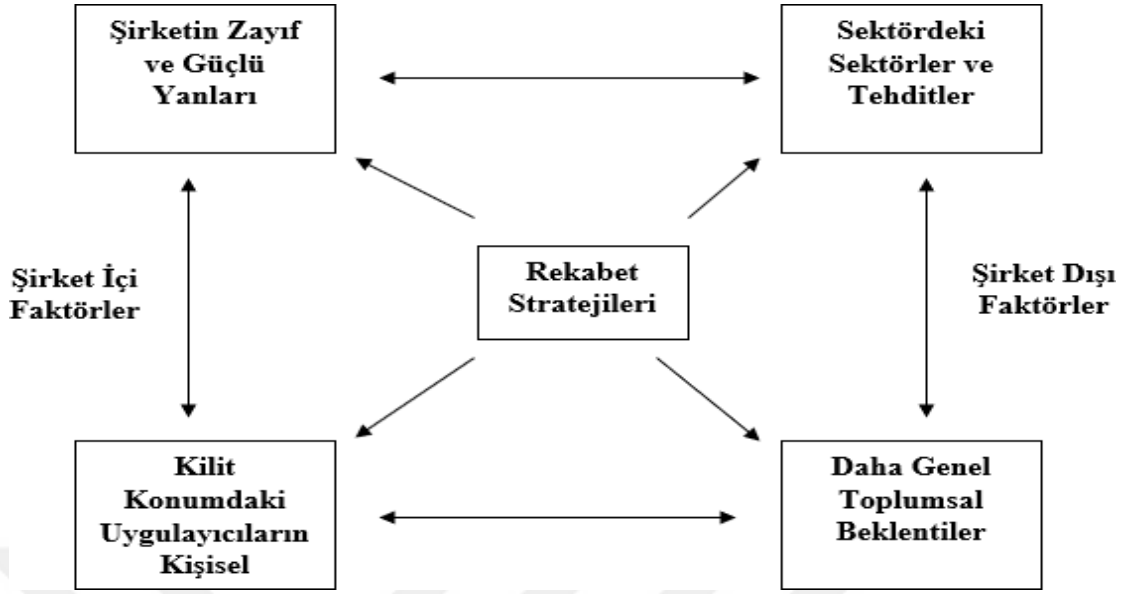 Şirketin Zayıf
ve Güçlü
Yanları
Sektördeki
Sektörler ve
Tehditler
Şirket İçi
Faktörler
Rekabet
Stratejileri
Şirket Dışı
Faktörler
Kilit
Konumdaki
Uygulayıcıların
Kişisel
Daha Genel
Toplumsal
Beklentiler